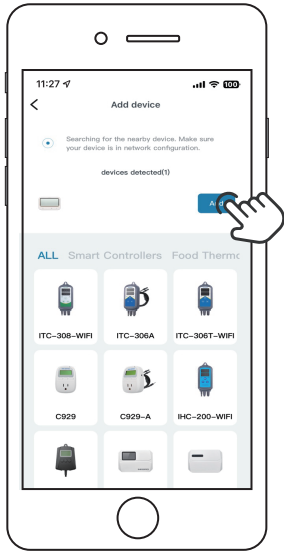 11:27
100
Add device
Searching for the nearby device. Make sure
your device is in network configuration.
devices detected(1)
ALL Smart Controllers Food Thermo
ITC-308-WIFI ITC-306A ITC-306T-WIFI
C929 C929-A IHC-200-WIFI